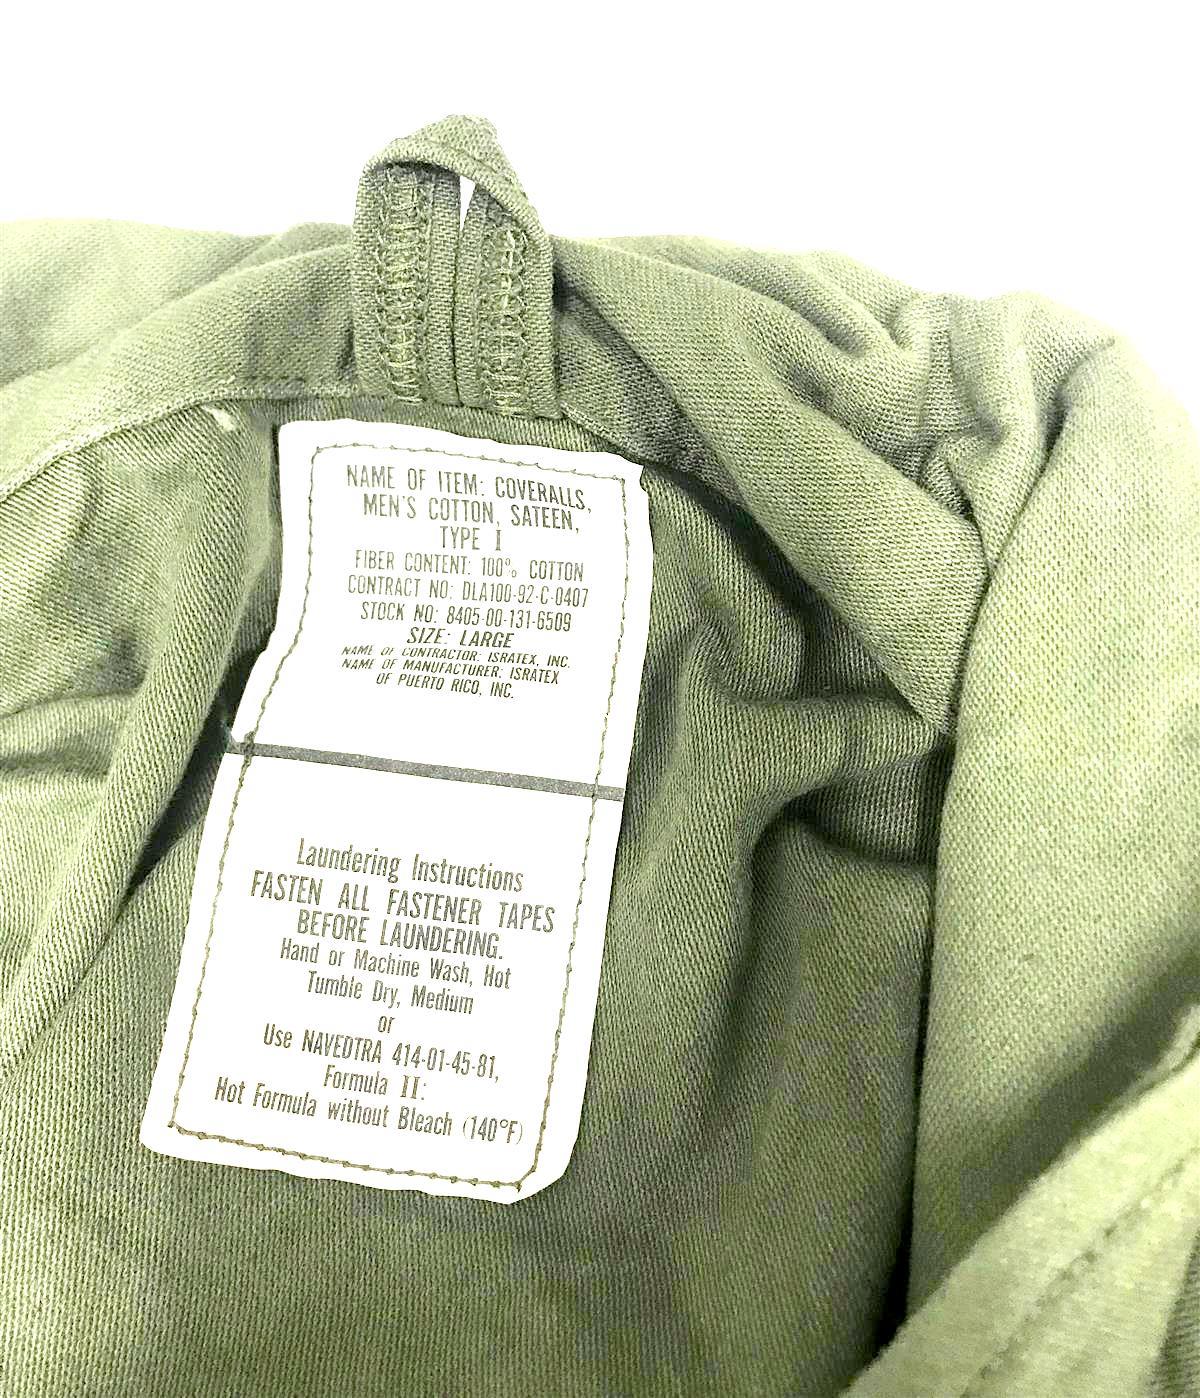 NAME OF ITEM: COVERALLS,
MEN'S COTTON, SATEEN,
TYPE I
FIBER CONTENT: 100% COTTON
CONTRACT NO: DLA100-92-C-0407
STOCK NO: 8405-00-131-6509
SIZE: LARGE
NAME OF CONTRACTOR: ISRATEX, INC.
NAME OF MANUFACTURER: ISRATEX
OF PUERTO RICO, INC.
Laundering Instructions
FASTEN ALL FASTENER TAPES
BEFORE LAUNDERING.
Hand or Machine Wash, Hot
Tumble Dry, Medium
or
Use NAVEDTRA 414-01-45-81,
Formula II:
Hot Formula without Bleach (140°F)